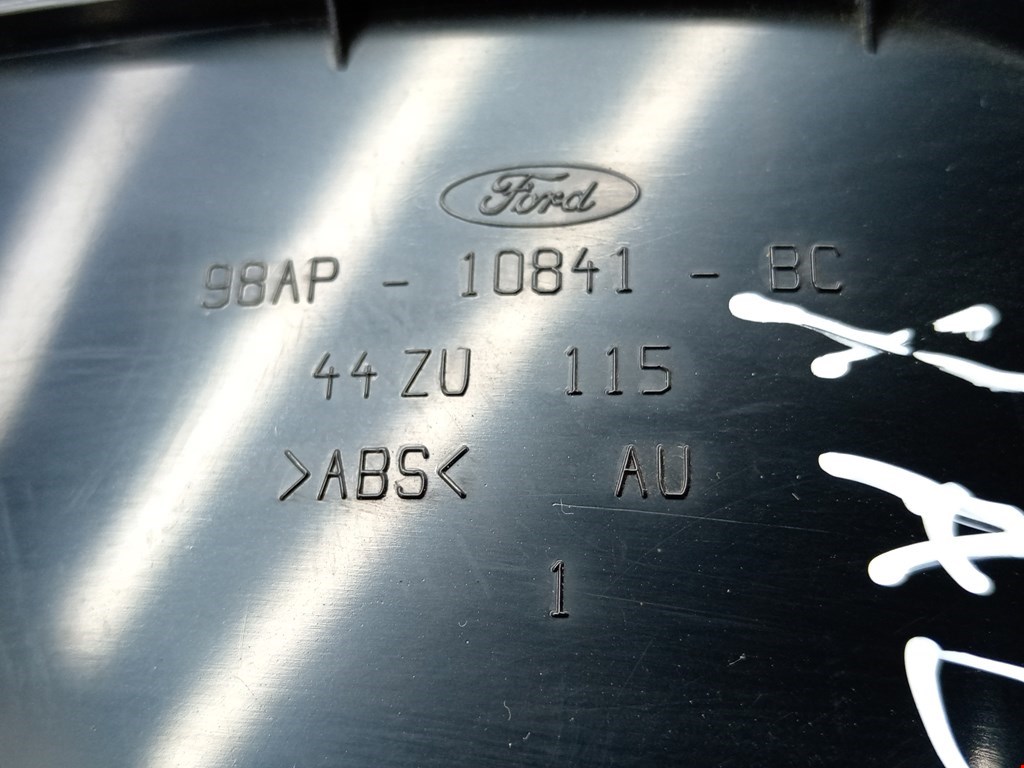 Ford
98AP - 10841 - BC
44 ZU 115
>ABS< AU
1